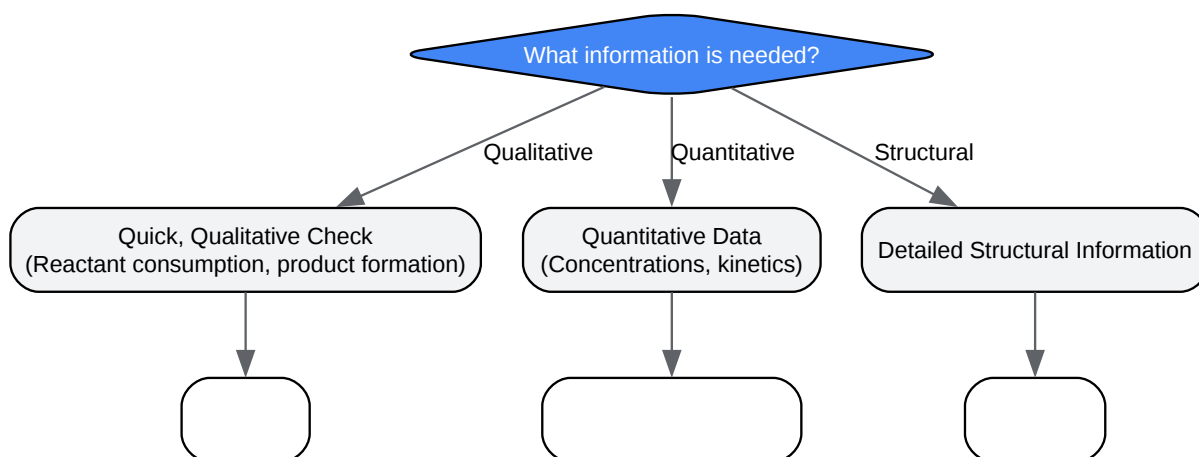 What information is needed?
Qualitative
Quantitative
Structural
Quick, Qualitative Check
(Reactant consumption, product formation)
Quantitative Data
(Concentrations, kinetics)
Detailed Structural Information